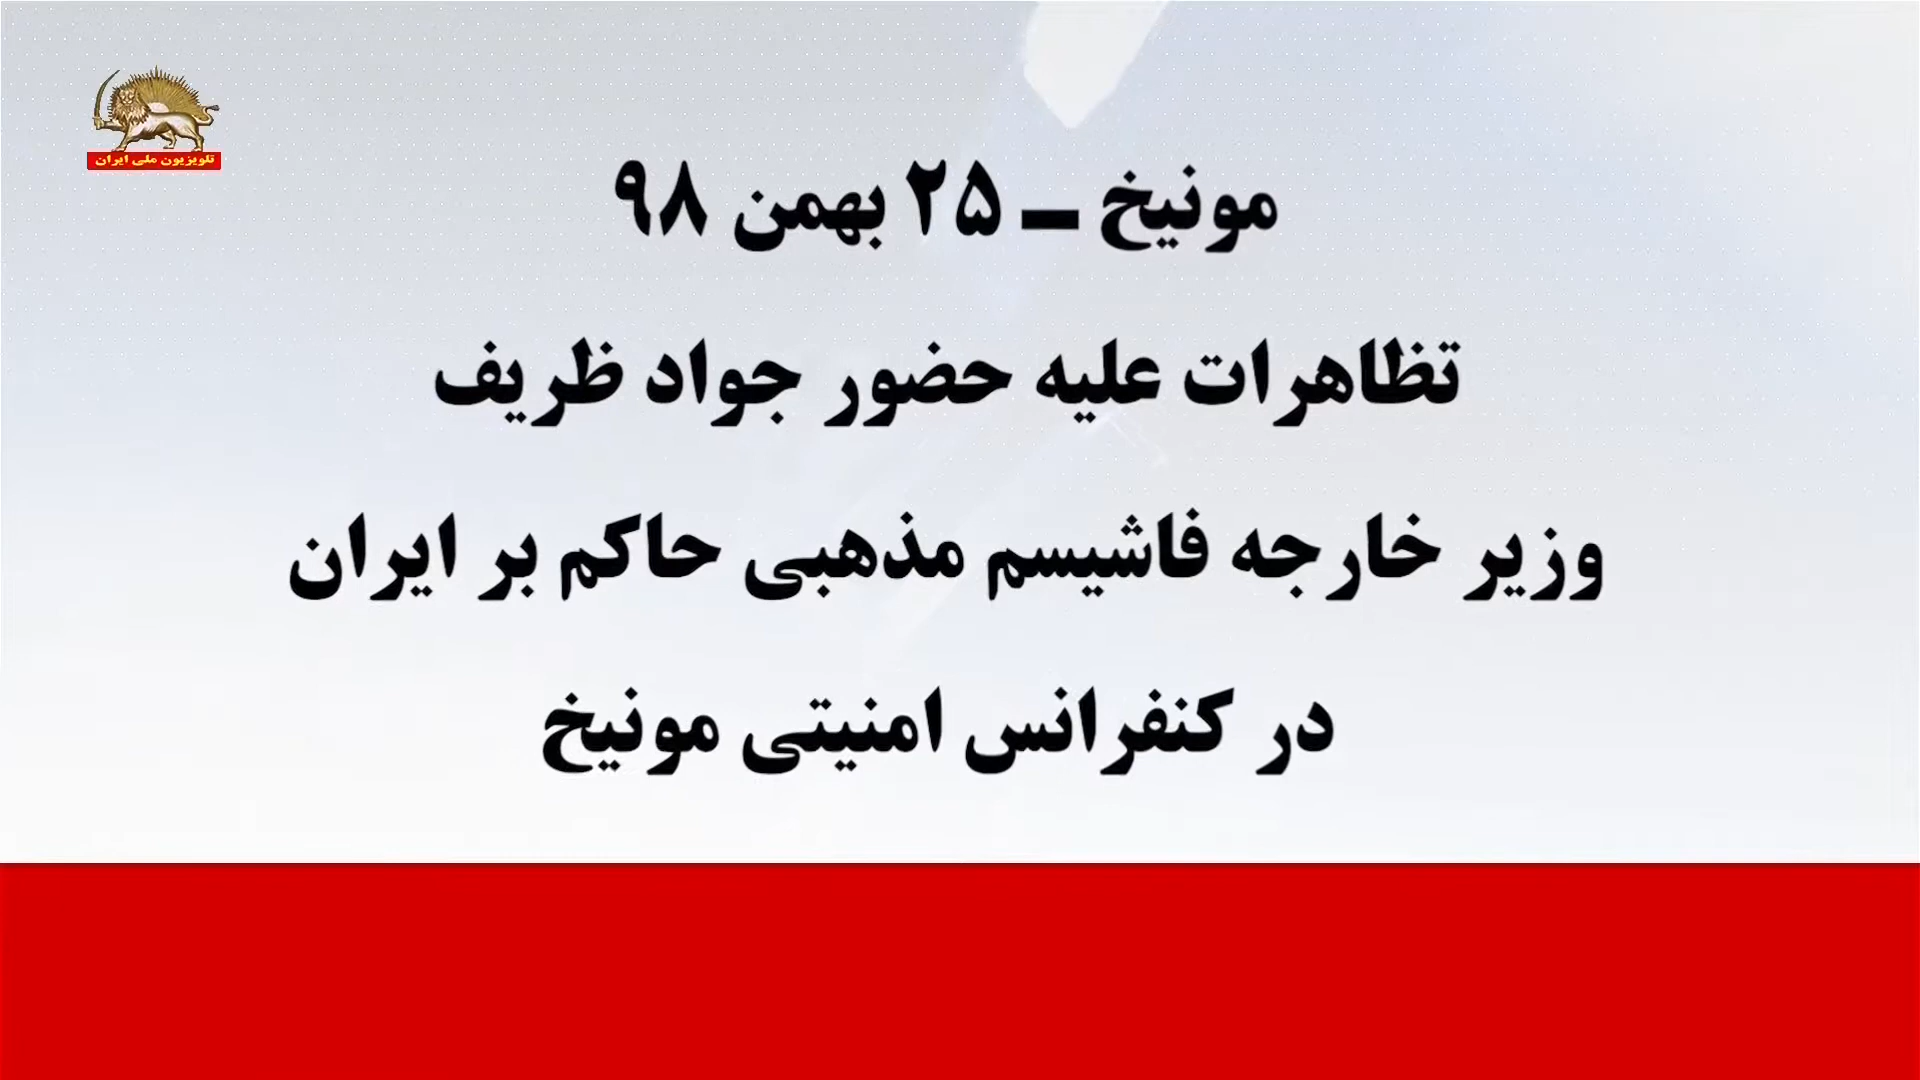 تلویزیون ملی ایران
مونیخ ـ ۲۵ بهمن ۹۸
تظاهرات علیه حضور جواد ظریف
وزیر خارجه فاشیسم مذهبی حاکم بر ایران
در کنفرانس امنیتی مونیخ